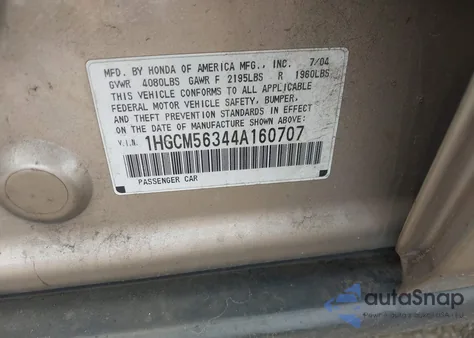 MFD. BY HONDA OF AMERICA MFG., INC. 7/04
GVWR 4080LBS GAWR F 2195LBS R 1960LBS
THIS VEHICLE CONFORMS TO ALL APPLICABLE
FEDERAL MOTOR VEHICLE SAFETY, BUMPER,
AND THEFT PREVENTION STANDARDS IN EFFECT
ON THE DATE OF MANUFACTURE SHOWN ABOVE:
V.I.N. 1HGCM56344A160707
PASSENGER CAR
autoSnap